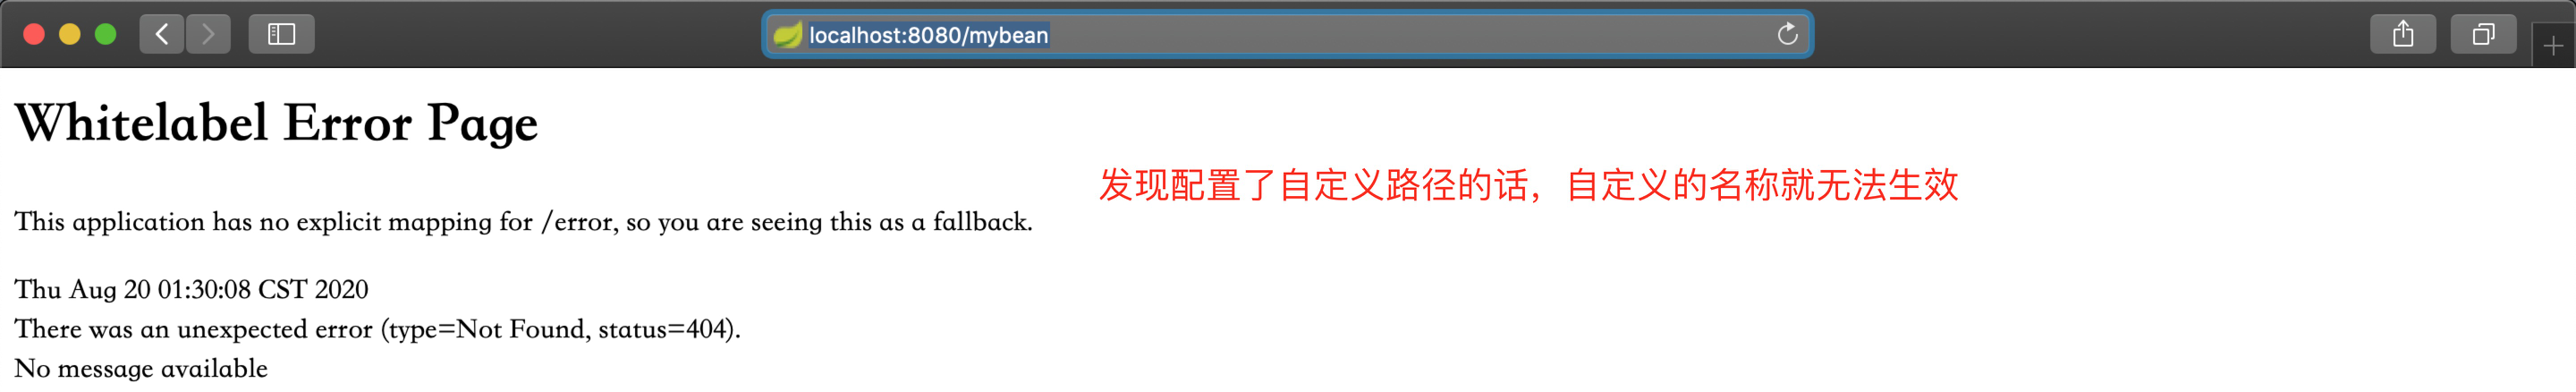 localhost:8080/mybean
Whitelabel Error Page
发现配置了自定义路径的话，自定义的名称就无法生效
This application has no explicit mapping for /error, so you are seeing this as a fallback.
Thu Aug 20 01:30:08 CST 2020
There was an unexpected error (type=Not Found, status=404).
No message available